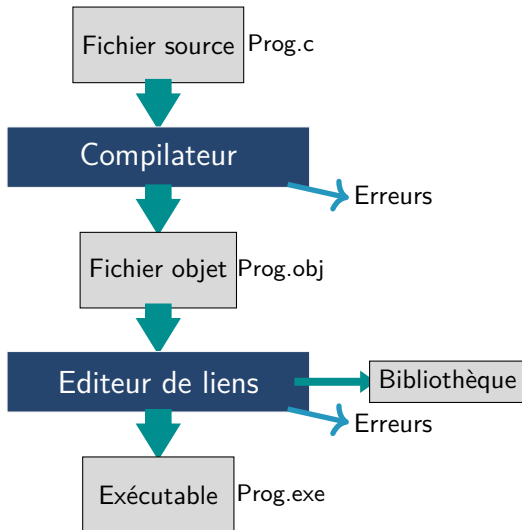 Fichier source Prog.c
Compilateur
Erreurs
Fichier objet Prog.obj
Editeur de liens
Bibliothèque
Erreurs
Exécutable Prog.exe